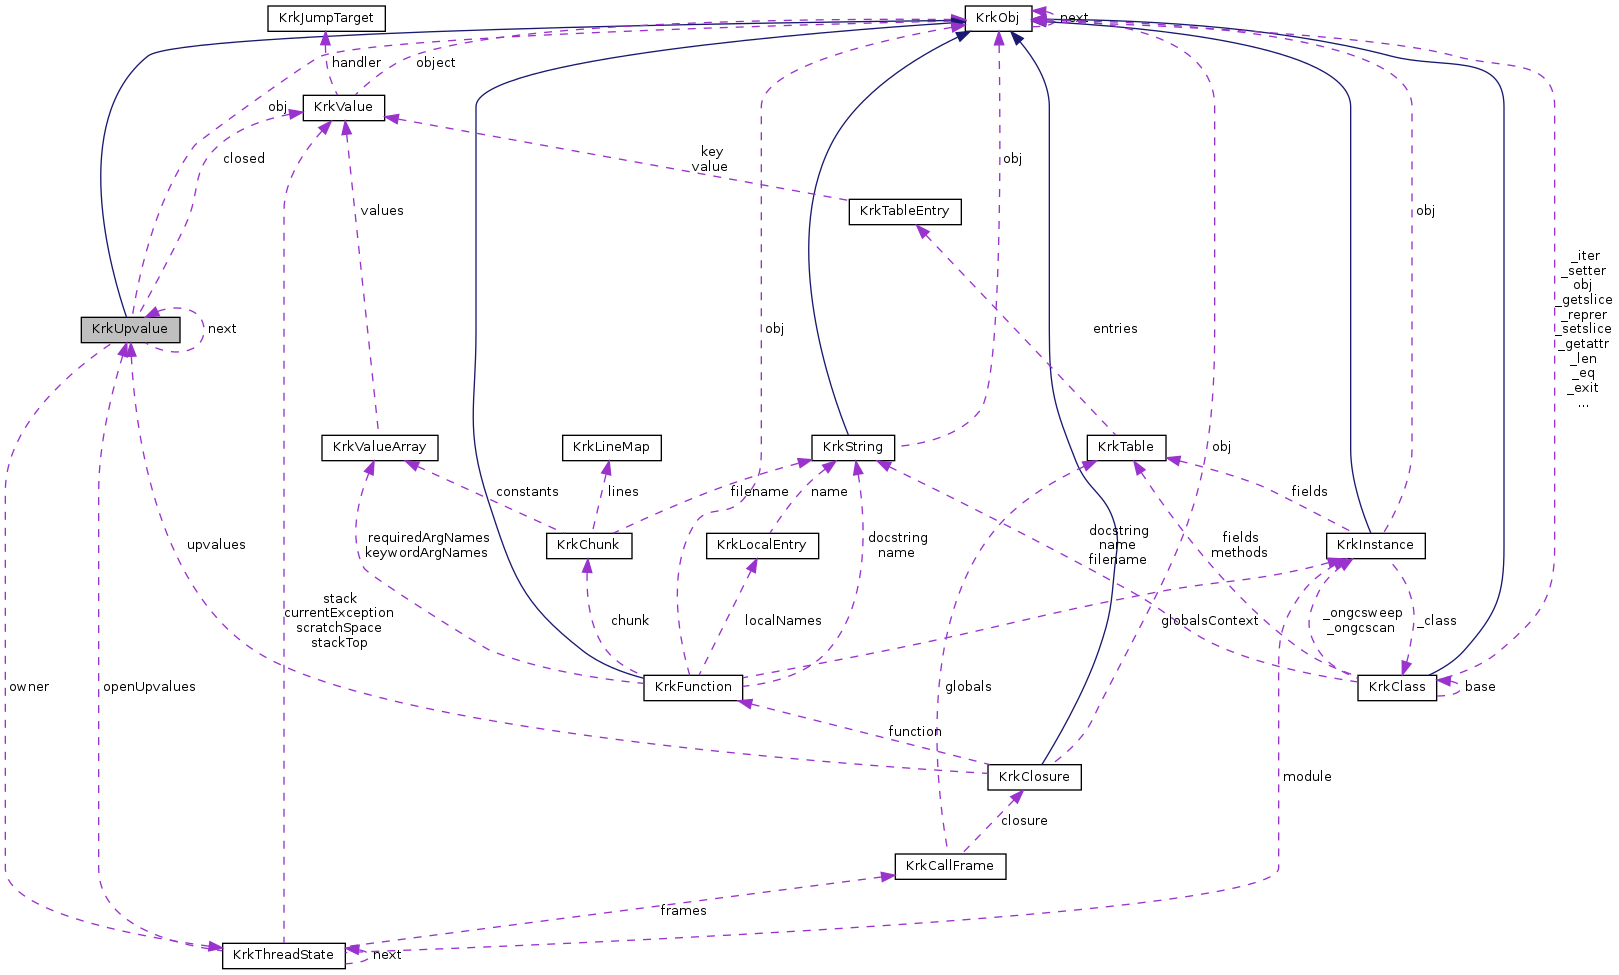 KrkJumpTarget
KrkObj
next
handler
object
obj
KrkValue
closed
key
value
obj
values
KrkTableEntry
obj
_iter
_setter
obj
_getslice
_reprer
_setslice
_getattr
_len
_eq
_exit
...
KrkUpvalue
next
obj
entries
KrkValueArray
KrkLineMap
KrkString
KrkTable
obj
constants
lines
filename
name
fields
requiredArgNames
keywordArgNames
KrkChunk
KrkLocalEntry
docstring
name
docstring
name
filename
fields
methods
KrkInstance
upvalues
stack
currentException
scratchSpace
stackTop
chunk
localNames
globalsContext
_ongcsweep
_ongcscan
_class
owner
openUpvalues
KrkFunction
globals
KrkClass
base
function
KrkClosure
module
closure
KrkCallFrame
frames
KrkThreadState
next